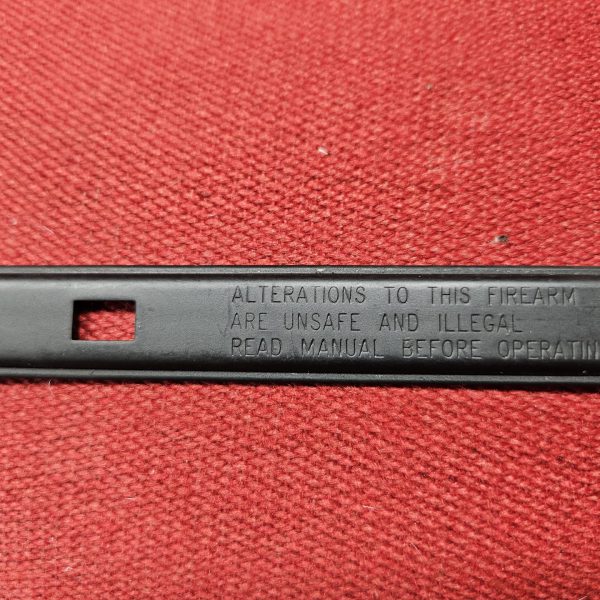 ALTERATIONS TO THIS FIREARM
ARE UNSAFE AND ILLEGAL
READ MANUAL BEFORE OPERATIN